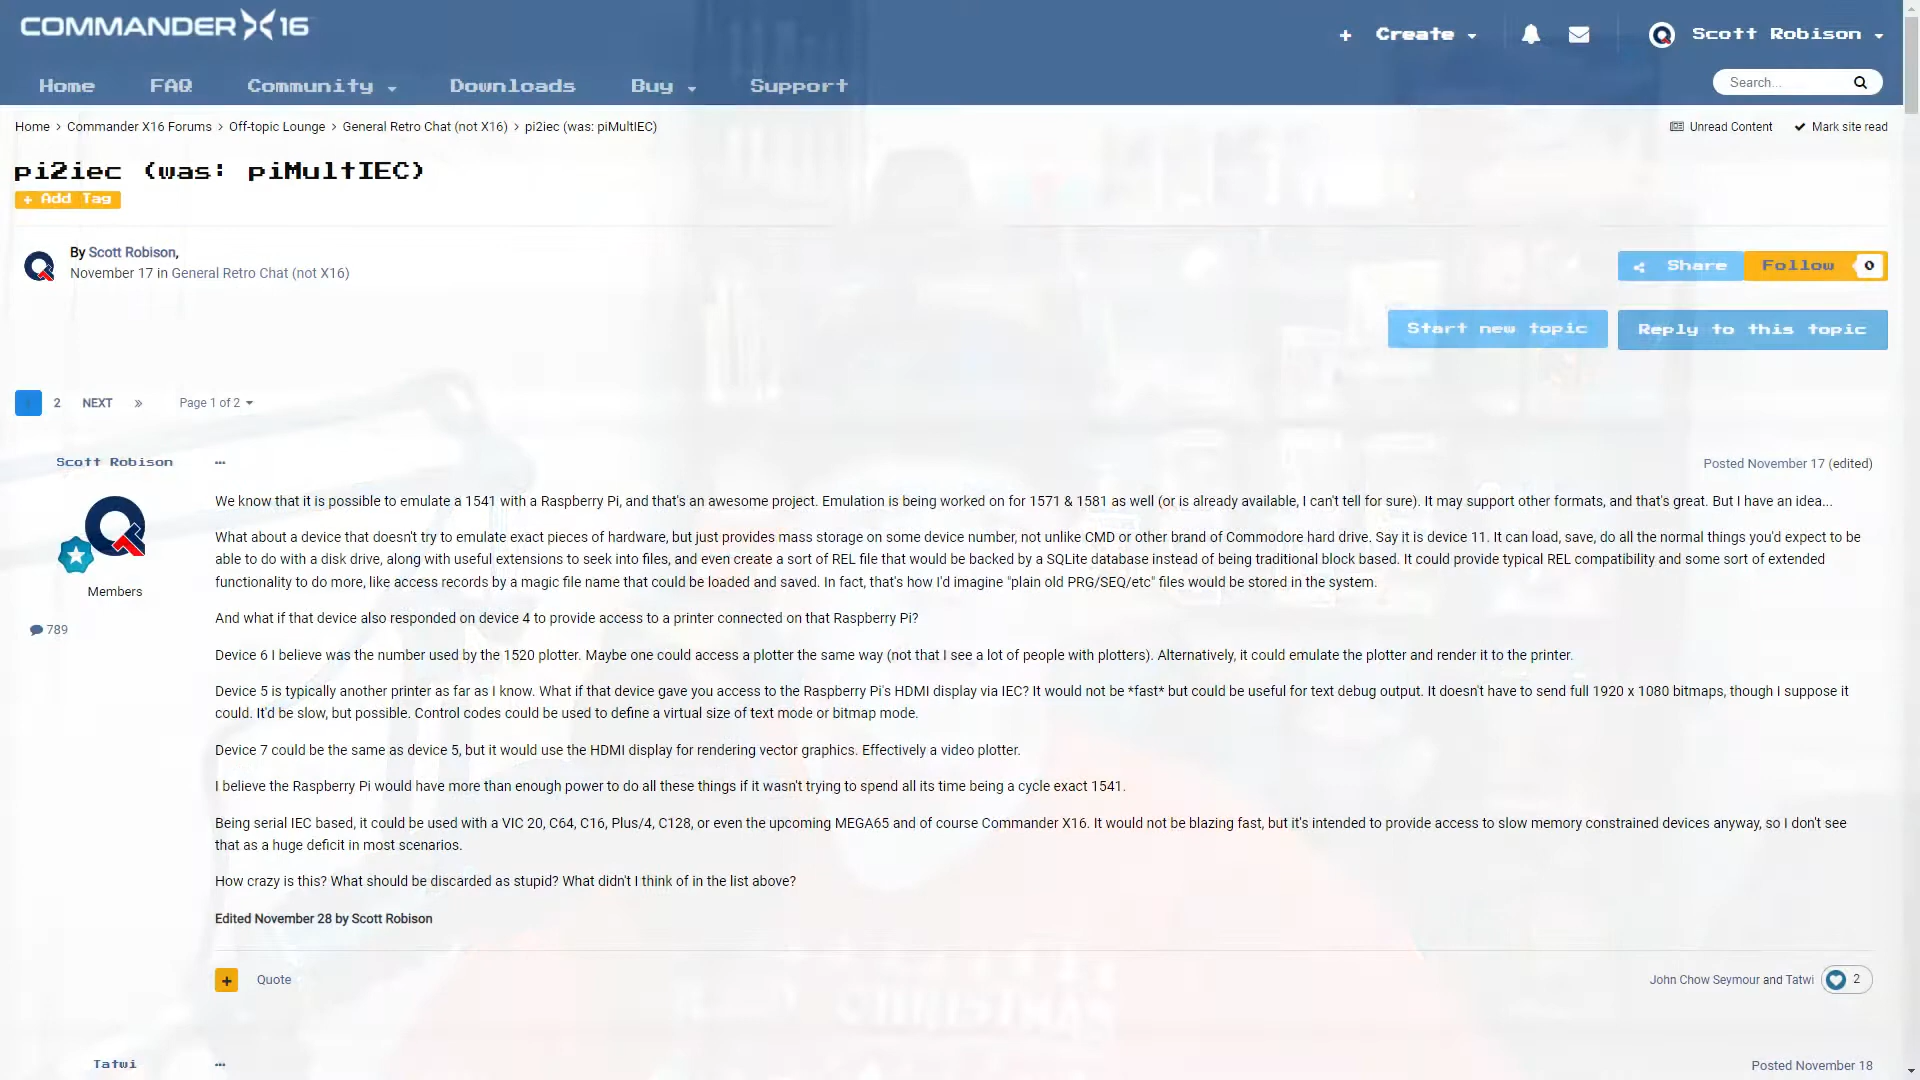 COMMANDER X16
+ Create
Scott Robison
Home FAQ Community Downloads Buy Support
Search...
Home > Commander X16 Forums > Off-topic Lounge > General Retro Chat (not X16) > pi2iec (was: piMultIEC)
Unread Content Mark site read
pi2iec (was: piMultIEC)
+ Add Tag
By Scott Robison,
November 17 in General Retro Chat (not X16)
Share Follow 0
Start new topic Reply to this topic
2 NEXT » Page 1 of 2
Scott Robison
Posted November 17 (edited)
We know that it is possible to emulate a 1541 with a Raspberry Pi, and that's an awesome project. Emulation is being worked on for 1571 & 1581 as well (or is already available, I can't tell for sure). It may support other formats, and that's great. But I have an idea...
What about a device that doesn't try to emulate exact pieces of hardware, but just provides mass storage on some device number, not unlike CMD or other brand of Commodore hard drive. Say it is device 11. It can load, save, do all the normal things you'd expect to be
able to do with a disk drive, along with useful extensions to seek into files, and even create a sort of REL file that would be backed by a SQLite database instead of being traditional block based. It could provide typical REL compatibility and some sort of extended
functionality to do more, like access records by a magic file name that could be loaded and saved. In fact, that's how I'd imagine "plain old PRG/SEQ/etc" files would be stored in the system.
Members
And what if that device also responded on device 4 to provide access to a printer connected on that Raspberry Pi?
789
Device 6 I believe was the number used by the 1520 plotter. Maybe one could access a plotter the same way (not that I see a lot of people with plotters). Alternatively, it could emulate the plotter and render it to the printer.
Device 5 is typically another printer as far as I know. What if that device gave you access to the Raspberry Pi's HDMI display via IEC? It would not be *fast* but could be useful for text debug output. It doesn't have to send full 1920 x 1080 bitmaps, though I suppose it
could. It'd be slow, but possible. Control codes could be used to define a virtual size of text mode or bitmap mode.
Device 7 could be the same as device 5, but it would use the HDMI display for rendering vector graphics. Effectively a video plotter.
I believe the Raspberry Pi would have more than enough power to do all these things if it wasn't trying to spend all its time being a cycle exact 1541.
Being serial IEC based, it could be used with a VIC 20, C64, C16, Plus/4, C128, or even the upcoming MEGA65 and of course Commander X16. It would not be blazing fast, but it's intended to provide access to slow memory constrained devices anyway, so I don't see
that as a huge deficit in most scenarios.
How crazy is this? What should be discarded as stupid? What didn't I think of in the list above?
Edited November 28 by Scott Robison
+ Quote
John Chow Seymour and Tatwi 2
CHRISTMAS
Tatwi
Posted November 18